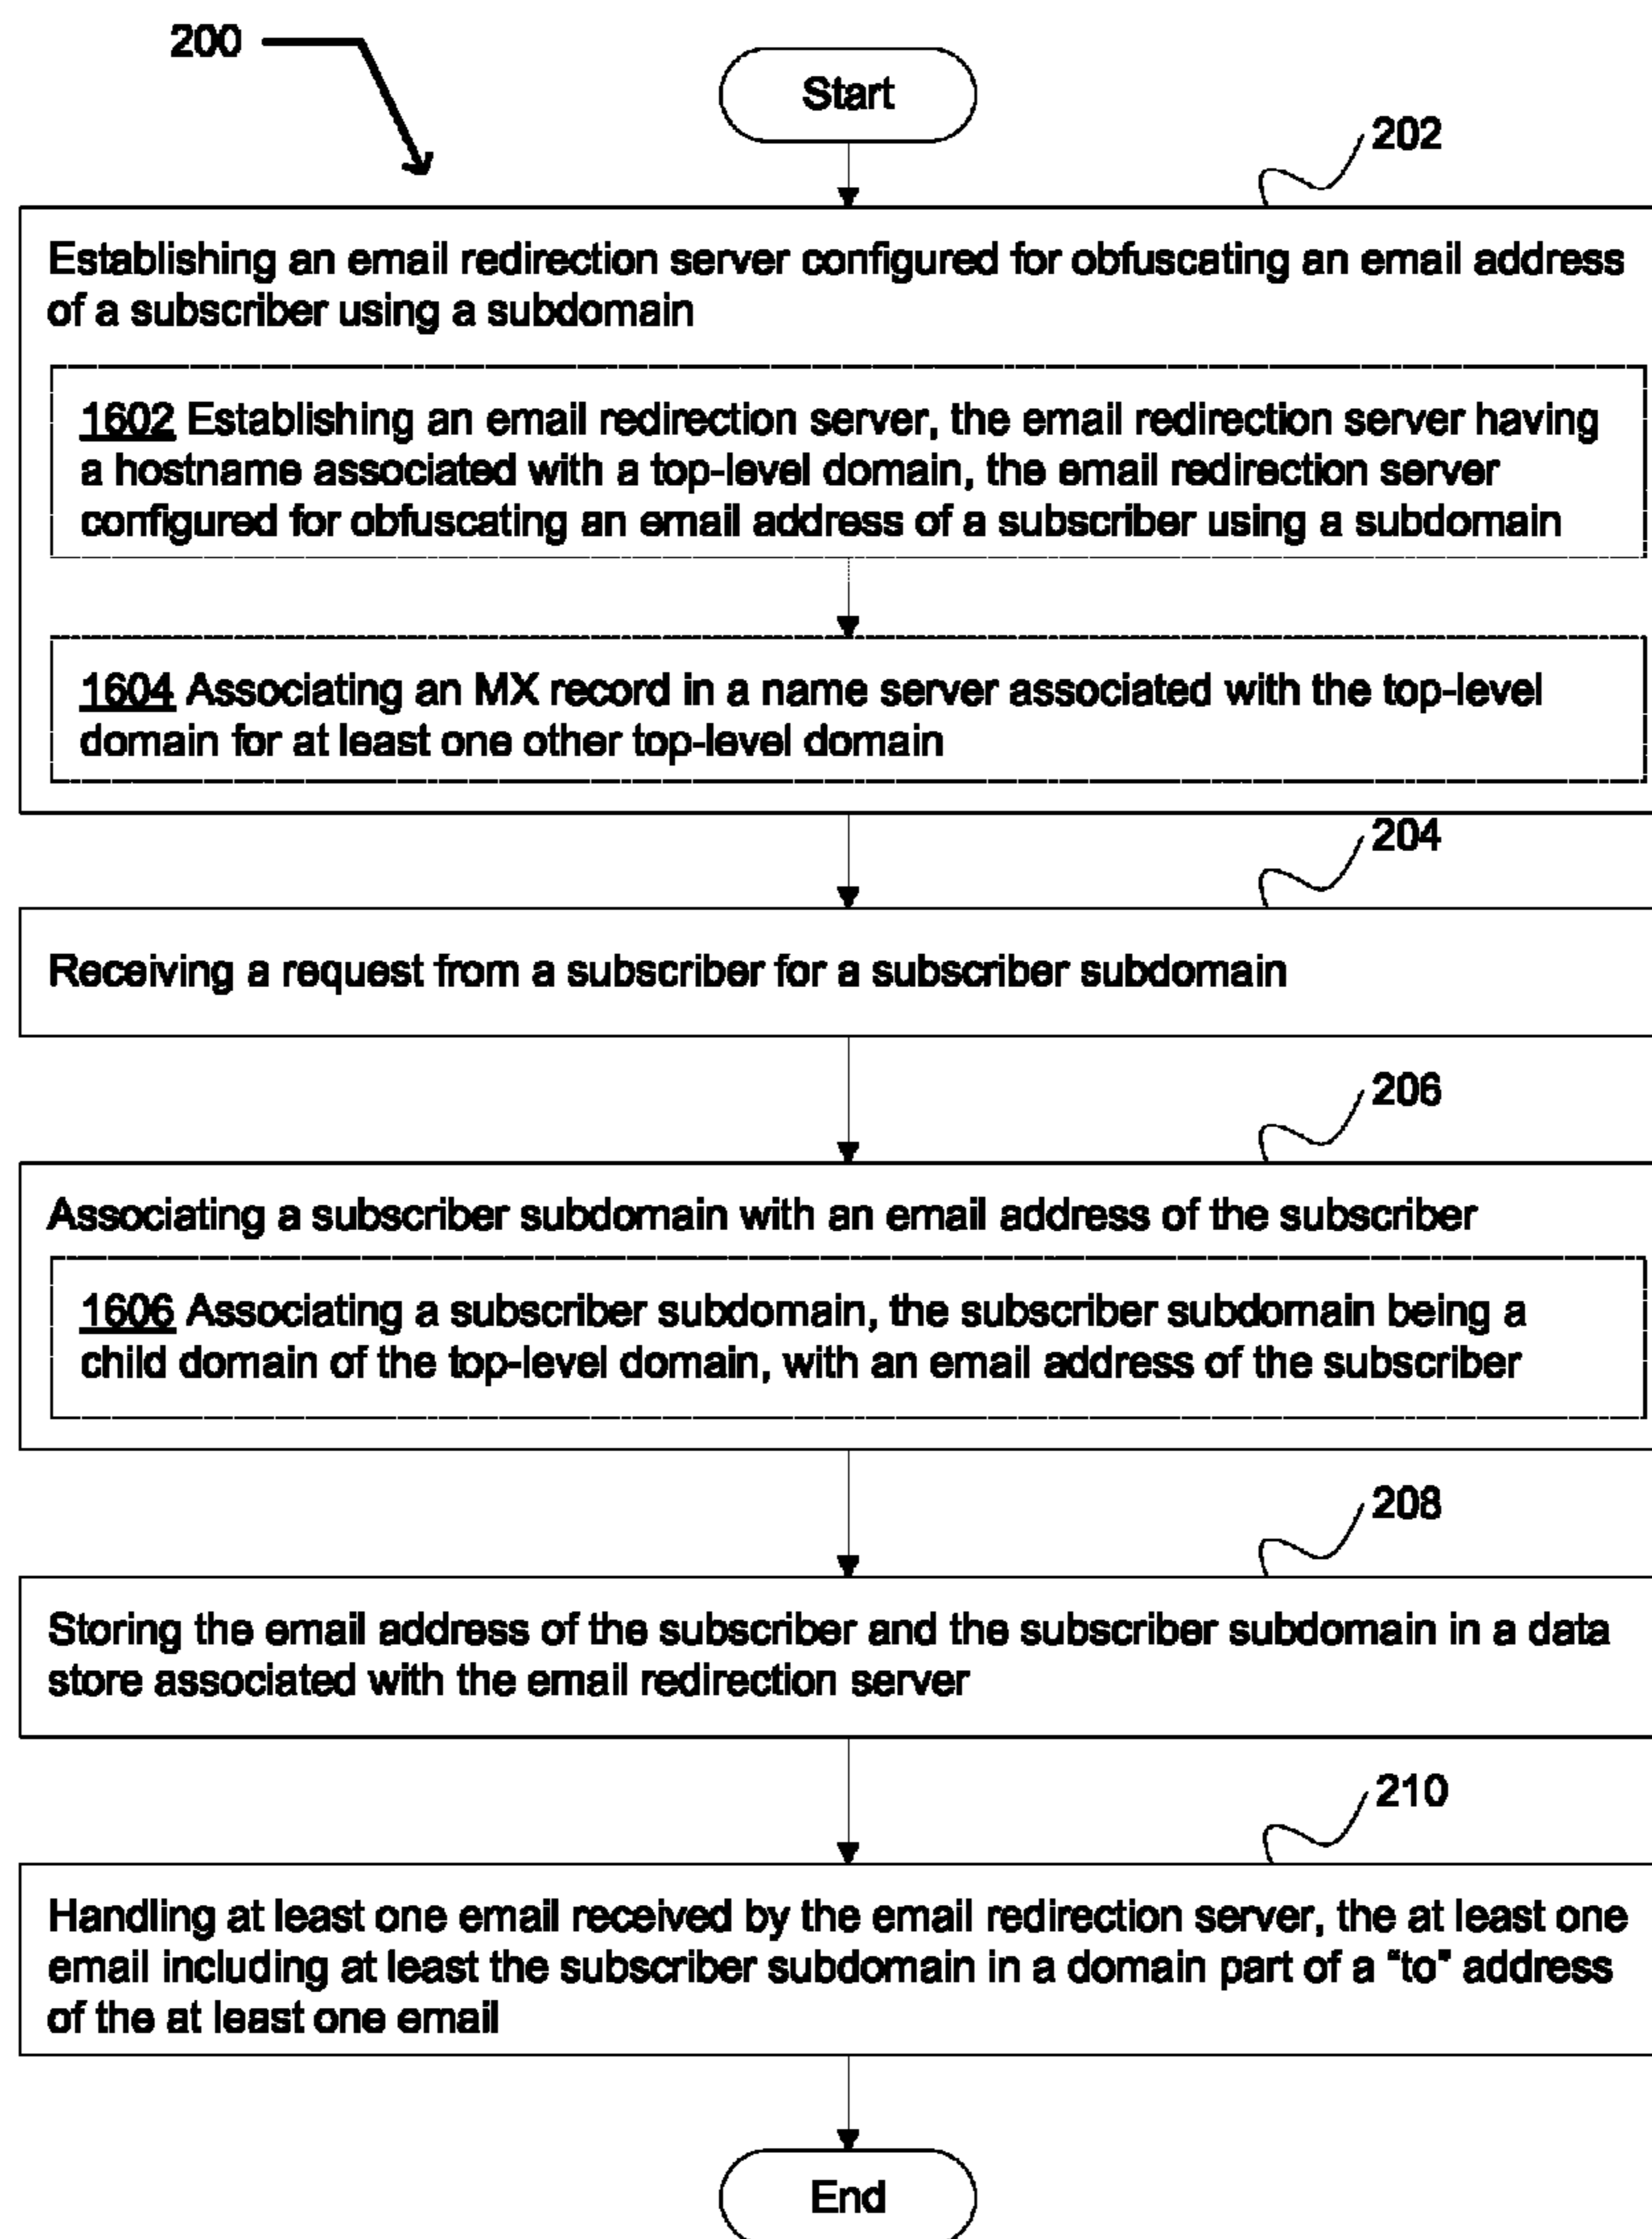 200
Start
202
Establishing an email redirection server configured for obfuscating an email address
of a subscriber using a subdomain
1602 Establishing an email redirection server, the email redirection server having
a hostname associated with a top-level domain, the email redirection server
configured for obfuscating an email address of a subscriber using a subdomain
1604 Associating an MX record in a name server associated with the top-level
domain for at least one other top-level domain
204
Receiving a request from a subscriber for a subscriber subdomain
206
Associating a subscriber subdomain with an email address of the subscriber
1606 Associating a subscriber subdomain, the subscriber subdomain being a
child domain of the top-level domain, with an email address of the subscriber
208
Storing the email address of the subscriber and the subscriber subdomain in a data
store associated with the email redirection server
210
Handling at least one email received by the email redirection server, the at least one
email including at least the subscriber subdomain in a domain part of a “to” address
of the at least one email
End